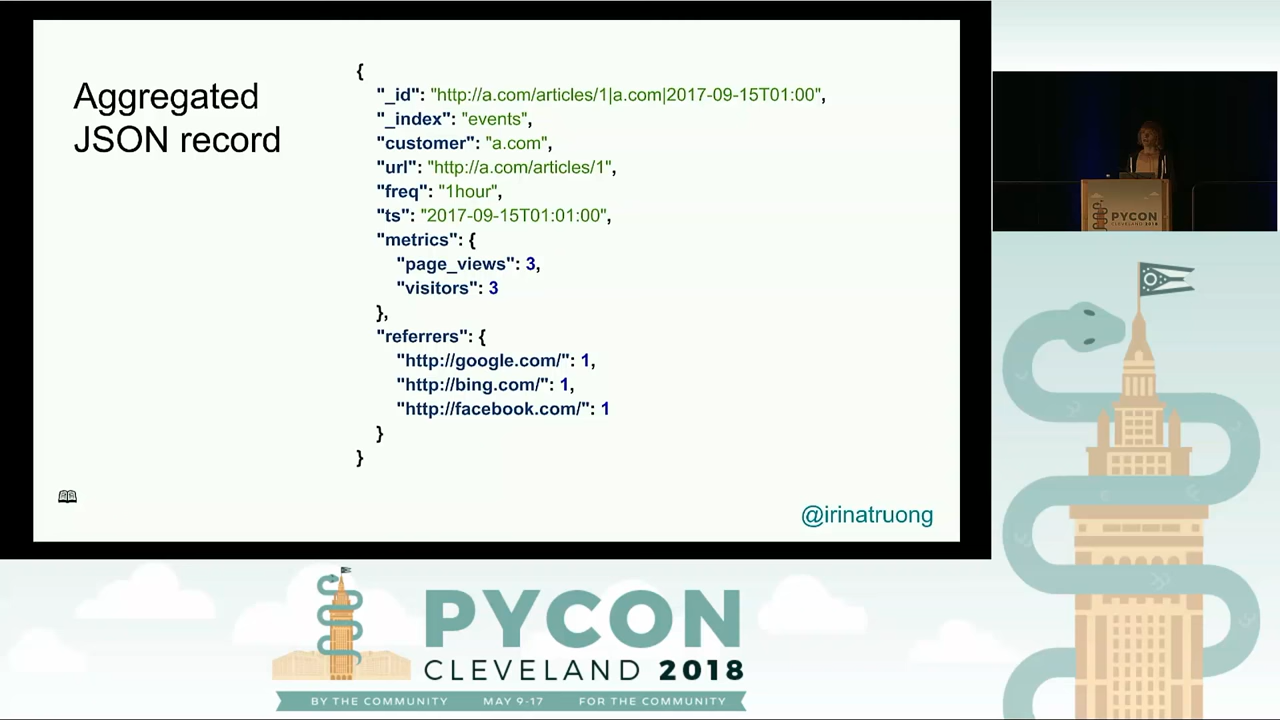 Aggregated
JSON record
{
"_id": "http://a.com/articles/1|a.com|2017-09-15T01:00",
"_index": "events",
"customer": "a.com",
"url": "http://a.com/articles/1",
"freq": "1hour",
"ts": "2017-09-15T01:01:00",
"metrics": {
"page_views": 3,
"visitors": 3
},
"referrers": {
"http://google.com/": 1,
"http://bing.com/": 1,
"http://facebook.com/": 1
}
}
@irinatruong
PYCON
CLEVELAND 2018
PYCON
CLEVELAND 2018
BY THE COMMUNITY MAY 9-17 FOR THE COMMUNITY